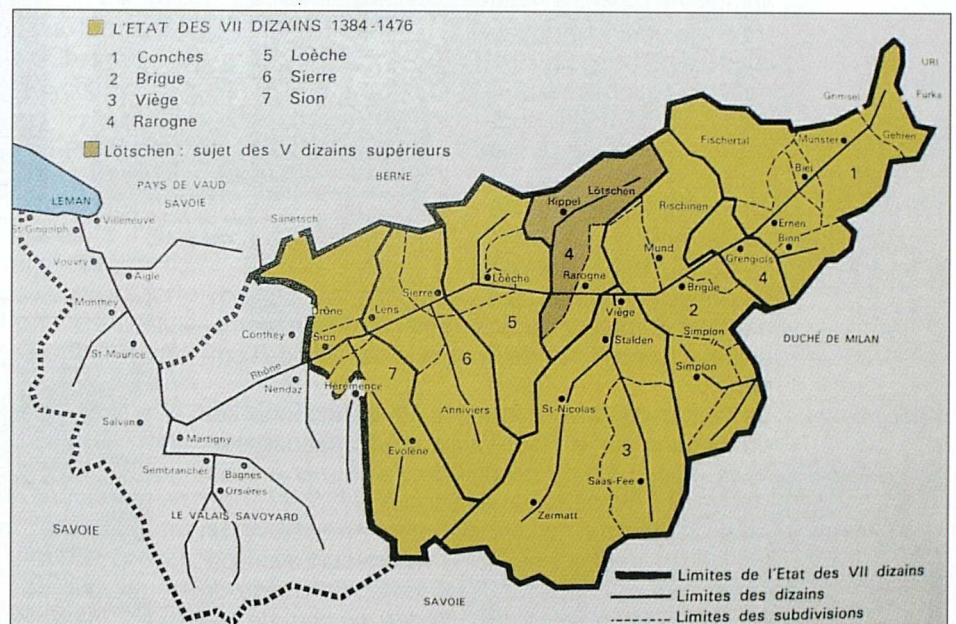 L'ETAT DES VII DIZAINS 1384-1476
1 Conches
2 Brigue
3 Viège
4 Rarogne
5 Loèche
6 Sierre
7 Sion
Lötschen : sujet des V dizains supérieurs
URI
Grimsel
Furka
BERNE
PAYS DE VAUD
SAVOIE
LEMAN
Villeneuve
St-Gingolph
Vouvry
Aigle
Monthey
St-Maurice
Salvan
Martigny
Sembrancher
Bagnes
Orsières
LE VALAIS SAVOYARD
SAVOIE
Sanetsch
Conthey
Rhône
Nendaz
Drône
Sion
Lens
Sierre
Hérémence
7
Evolène
6
Anniviers
Loèche
5
Kippel
Lötschen
4
Rarogne
Rischinen
Mund
Fischertal
Münster
Gehren
Biel
1
Ernen
Binn
Grengiols
4
Brigue
2
Viège
Stalden
Simplon
Simplon
St-Nicolas
3
Saas-Fee
Zermatt
DUCHÉ DE MILAN
SAVOIE
Limites de l'Etat des VII dizains
Limites des dizains
Limites des subdivisions